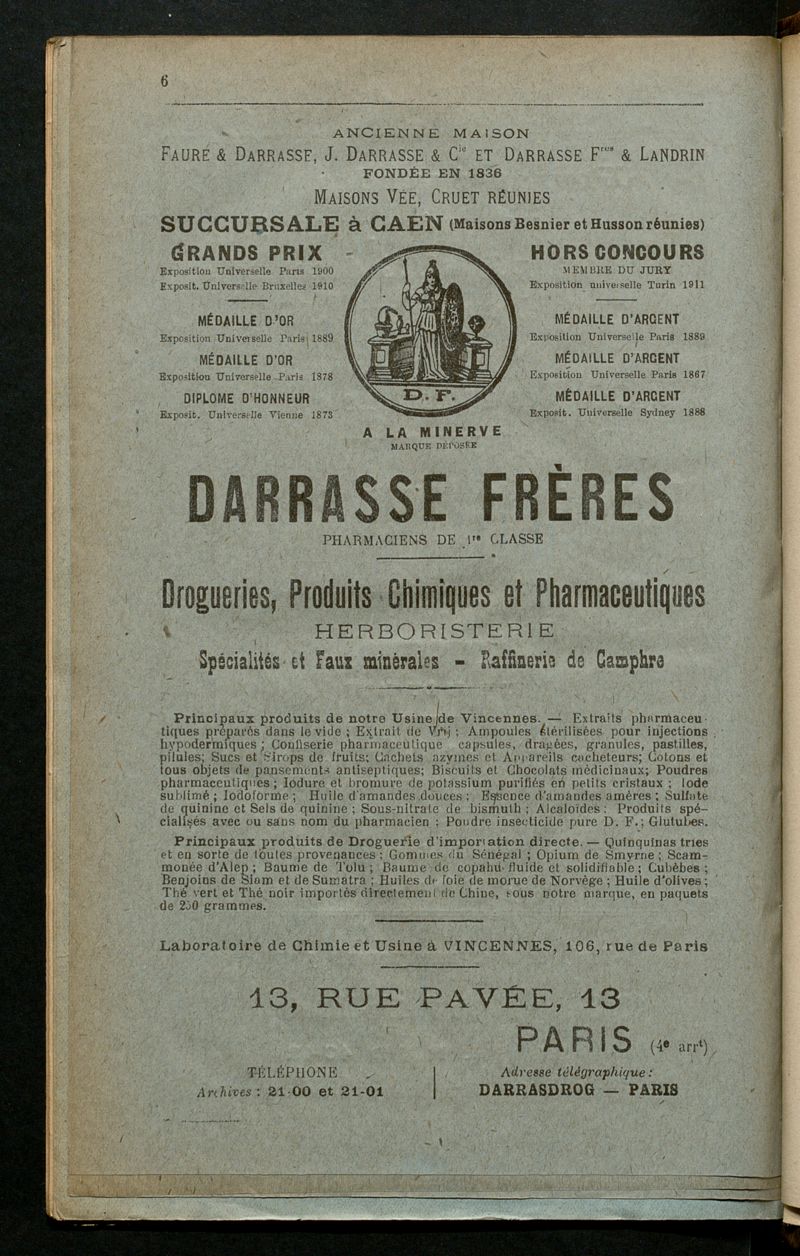 6
ANCIENNE MAISON
FAURE & DARRASSE, J. DARRASSE & Cie ET DARRASSE Fres & LANDRIN
FONDÉE EN 1836
MAISONS VÉE, CRUET RÉUNIES
SUCCURSALE à CAEN (Maisons Besnier et Husson réunies)
GRANDS PRIX
Exposition Universelle Paris 1900
Exposit. Universelle Bruxelles 1910
MÉDAILLE D'OR
Exposition Universelle Paris 1889
MÉDAILLE D'OR
Exposition Universelle Paris 1878
DIPLOME D'HONNEUR
Exposit. Universelle Vienne 1873
HORS CONCOURS
MEMBRE DU JURY
Exposition universelle Turin 1911
MÉDAILLE D'ARGENT
Exposition Universelle Paris 1889
MÉDAILLE D'ARGENT
Exposition Universelle Paris 1867
MÉDAILLE D'ARGENT
Exposit. Universelle Sydney 1888
D. F.
A LA MINERVE
MARQUE DÉPOSÉE
DARRASSE FRÈRES
PHARMACIENS DE 1re CLASSE
Drogueries, Produits Chimiques et Pharmaceutiques
HERBORISTERIE
Spécialités et Eaux minérales - Raffinerie de Camphre
Principaux produits de notre Usine de Vincennes. — Extraits pharmaceu-
tiques préparés dans le vide ; Extrait de ; Ampoules stérilisées pour injections
hypodermiques ; Confiserie pharmaceutique capsules, dragées, granules, pastilles,
pilules; Sucs et Sirops de fruits; Cachets azymes et Appareils cacheteurs; Cotons et
tous objets de pansements antiseptiques; Biscuits et Chocolats médicinaux; Poudres
pharmaceutiques ; Iodure et bromure de potassium purifiés en petits cristaux ; Iode
sublimé ; Iodoforme ; Huile d'amandes douces ; Essence d'amandes amères ; Sulfate
de quinine et Sels de quinine ; Sous-nitrate de bismuth ; Alcaloïdes ; Produits spé-
cialisés avec ou sans nom du pharmacien ; Poudre insecticide pure D. F.; Glutubes.
Principaux produits de Droguerie d'importation directe. — Quinquinas triés
et en sorte de toutes provenances ; Gommes du Sénégal ; Opium de Smyrne ; Scam-
monée d'Alep ; Baume de Tolu ; Baume de copahu fluide et solidifiable ; Cubèbes ;
Benjoins de Siam et de Sumatra ; Huiles de foie de morue de Norvège ; Huile d'olives ;
Thé vert et Thé noir importés directement de Chine, sous notre marque, en paquets
de 250 grammes.
Laboratoire de Chimie et Usine à VINCENNES, 106, rue de Paris
13, RUE PAVÉE, 13
PARIS (4e arrt)
TÉLÉPHONE
Archives : 21-00 et 21-01
Adresse télégraphique :
DARRASDROG — PARIS